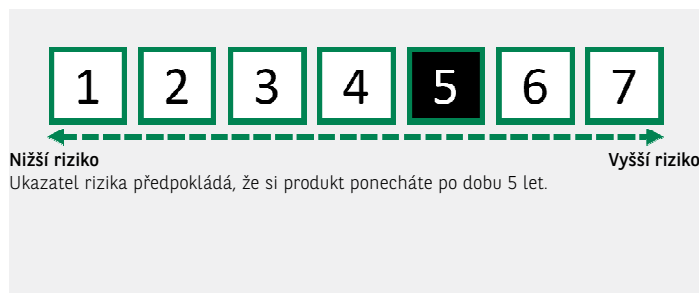 1 2 3 4 5 6 7
Nižší riziko Vyšší riziko
Ukazatel rizika předpokládá, že si produkt ponecháte po dobu 5 let.